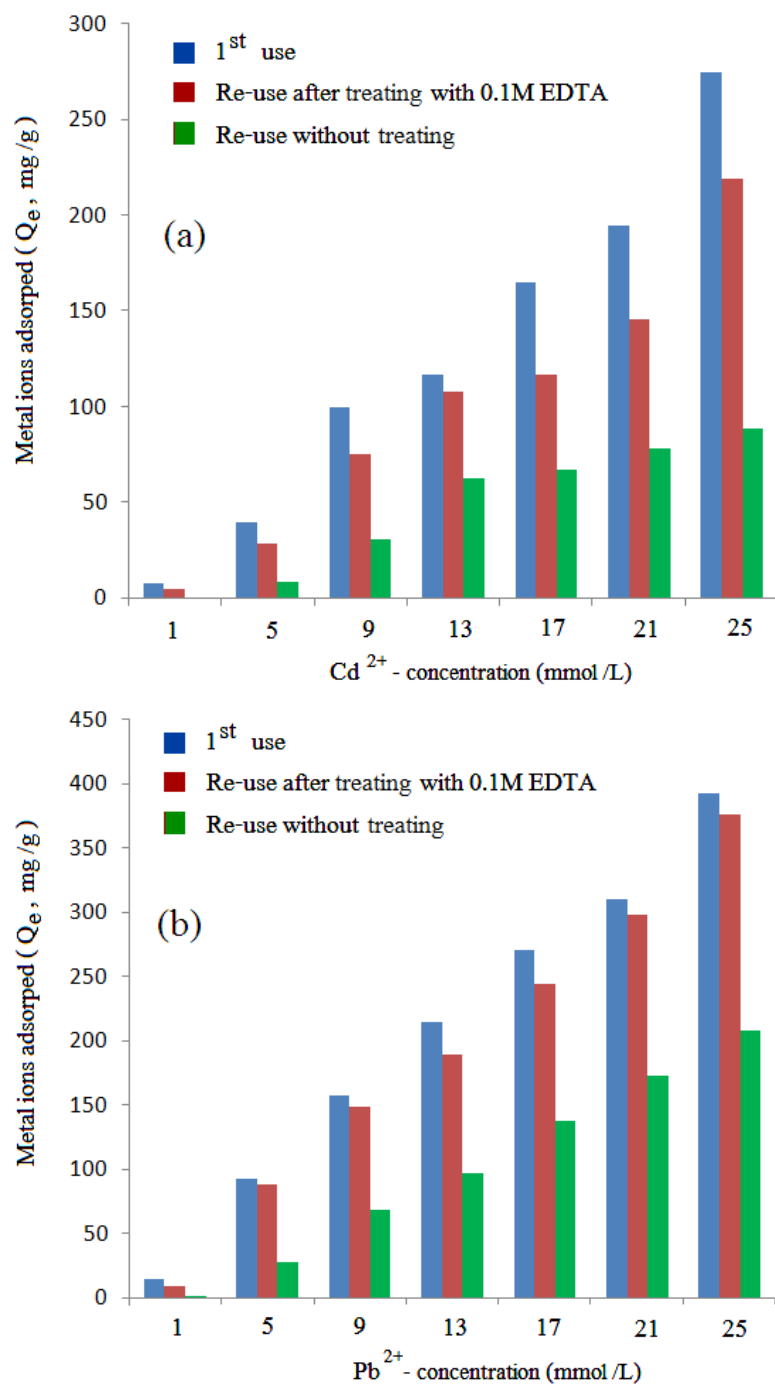 300
250
200
150
100
50
0
Metal ions adsorped ( Qe , mg /g)
1st use
Re-use after treating with 0.1M EDTA
Re-use without treating
(a)
1 5 9 13 17 21 25
Cd 2+ - concentration (mmol /L)
450
400
350
300
250
200
150
100
50
0
Metal ions adsorped ( Qe , mg /g)
1st use
Re-use after treating with 0.1M EDTA
Re-use without treating
(b)
1 5 9 13 17 21 25
Pb 2+ - concentration (mmol /L)